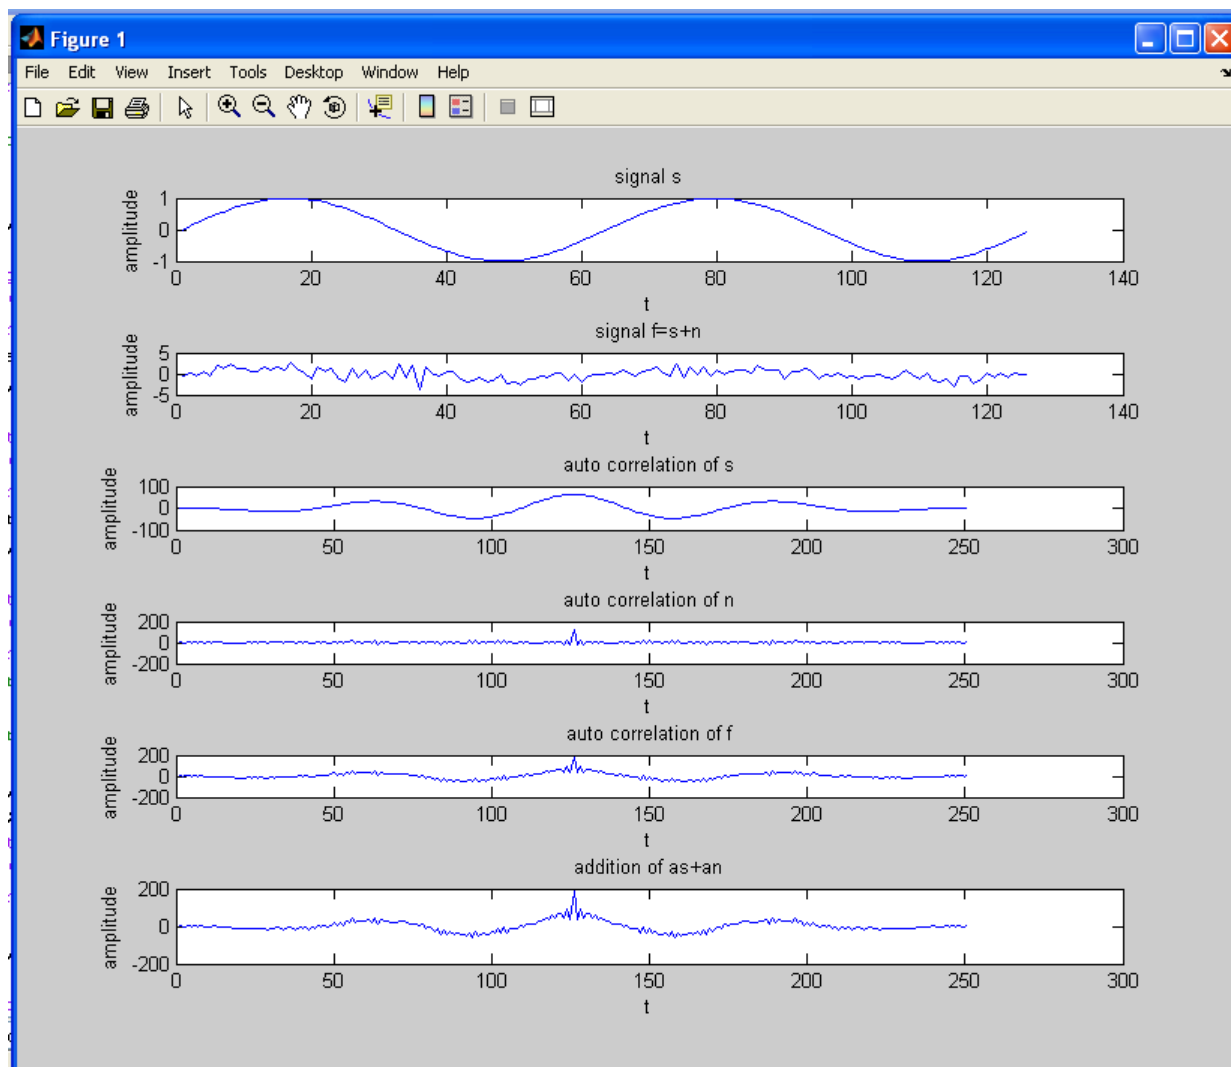 Figure 1
File Edit View Insert Tools Desktop Window Help
signal s
amplitude
1
0
-1
0 20 40 60 80 100 120 140
t
signal f=s+n
amplitude
5
0
-5
0 20 40 60 80 100 120 140
t
auto correlation of s
amplitude
100
0
-100
0 50 100 150 200 250 300
t
auto correlation of n
amplitude
200
0
-200
0 50 100 150 200 250 300
t
auto correlation of f
amplitude
200
0
-200
0 50 100 150 200 250 300
t
addition of as+an
amplitude
200
0
-200
0 50 100 150 200 250 300
t